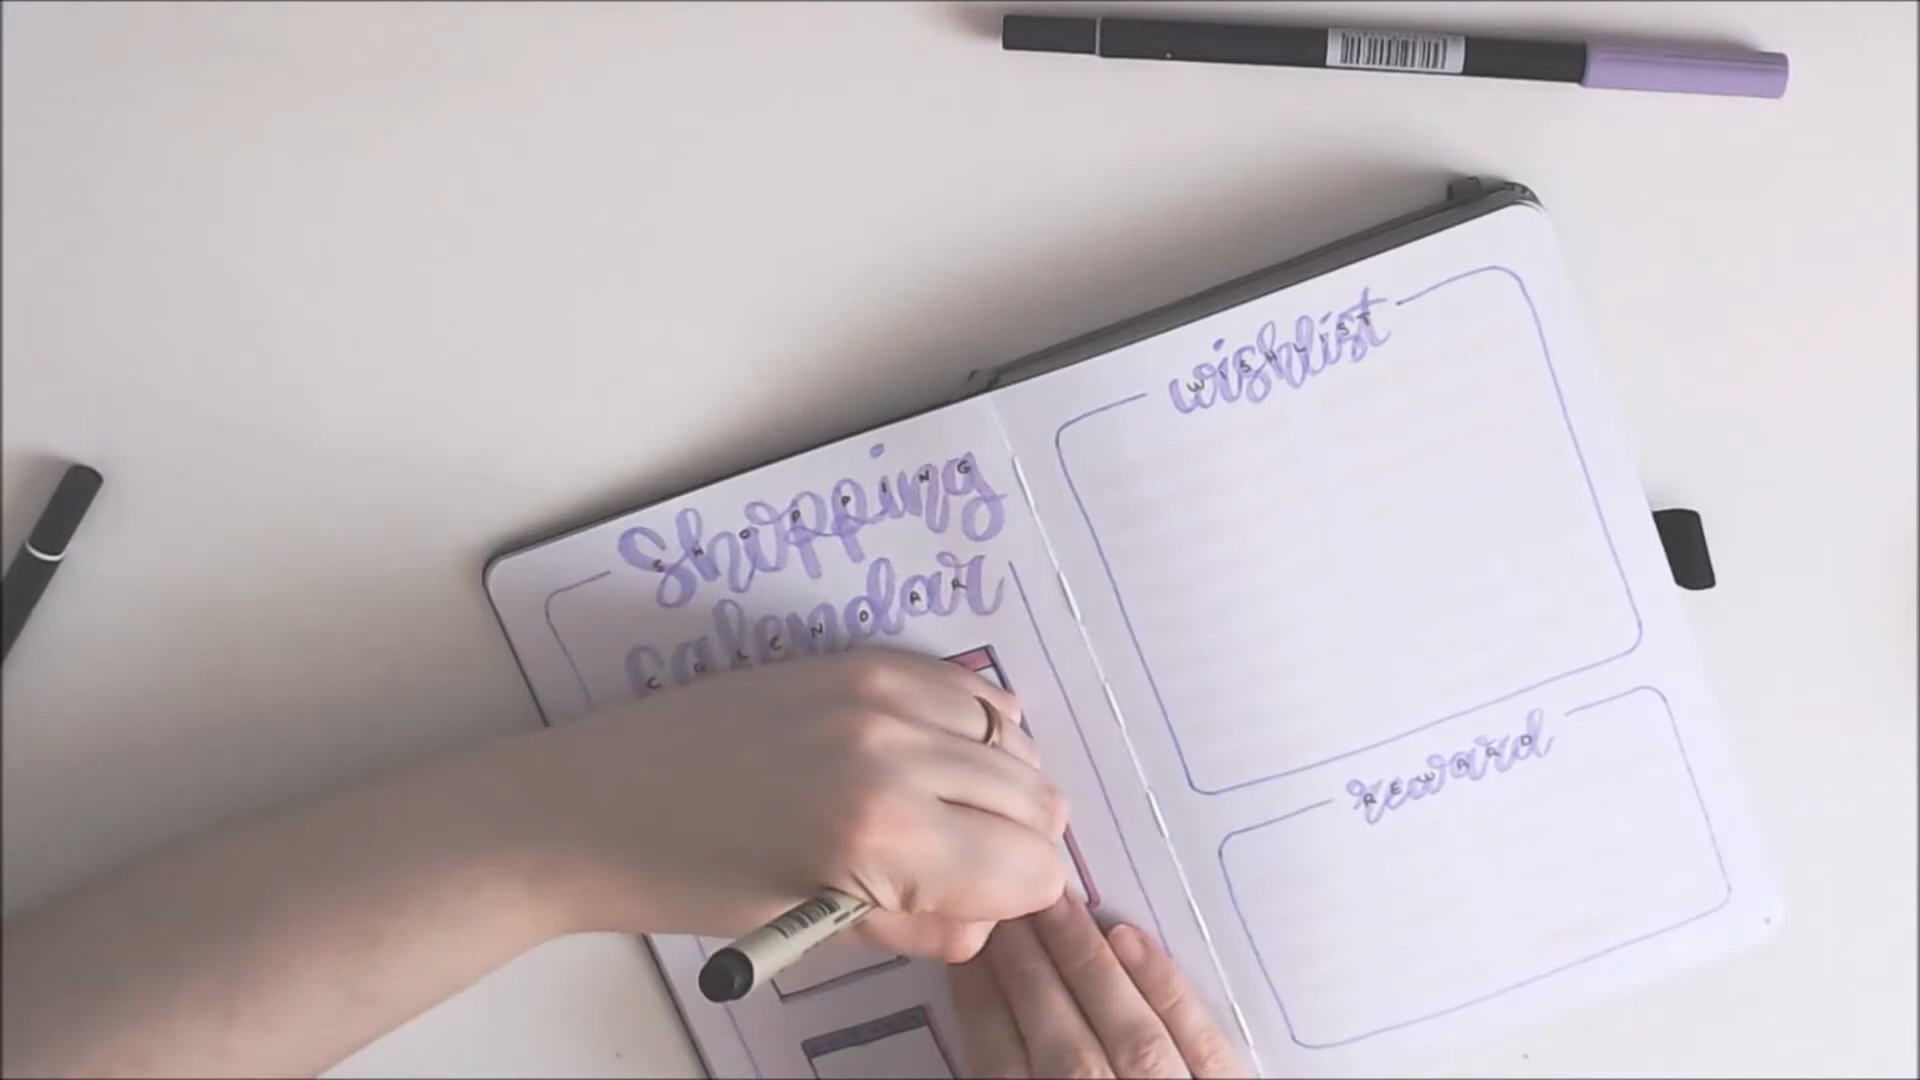 Shopping
SHOPPING
Calendar
CALENDAR
wishlist
WISHLIST
reward
REWARD